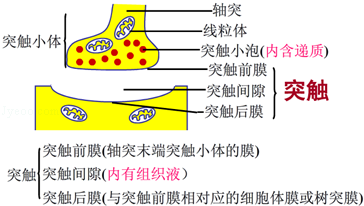 轴突
线粒体
突触小体
突触小泡(内含递质)
突触前膜
突触间隙
突触后膜
突触
突触前膜(轴突末端突触小体的膜)
突触
突触间隙(内有组织液)
突触后膜(与突触前膜相对应的细胞体膜或树突膜)